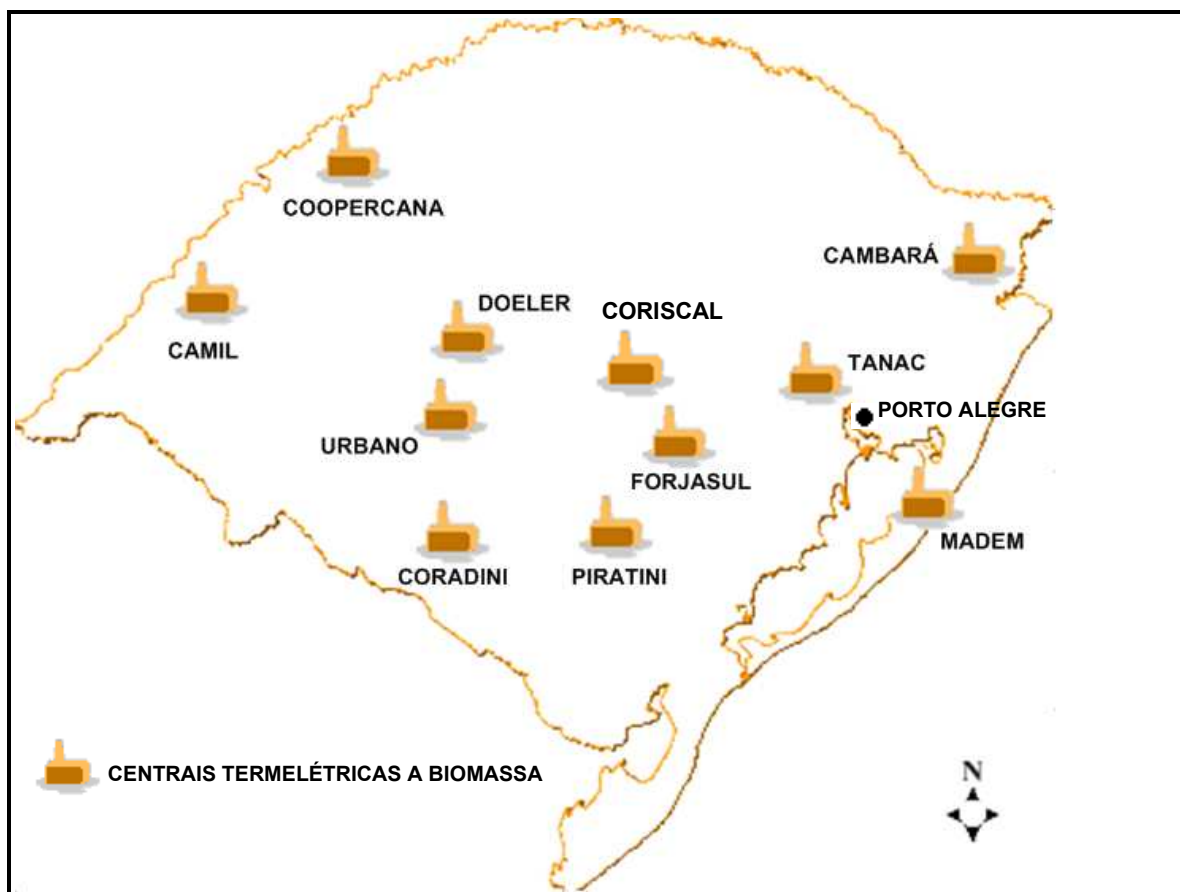 COOPERCANA
CAMBARÁ
DOELER
CORISCAL
CAMIL
TANAC
PORTO ALEGRE
URBANO
FORJASUL
MADEM
CORADINI
PIRATINI
CENTRAIS TERMELÉTRICAS A BIOMASSA
N